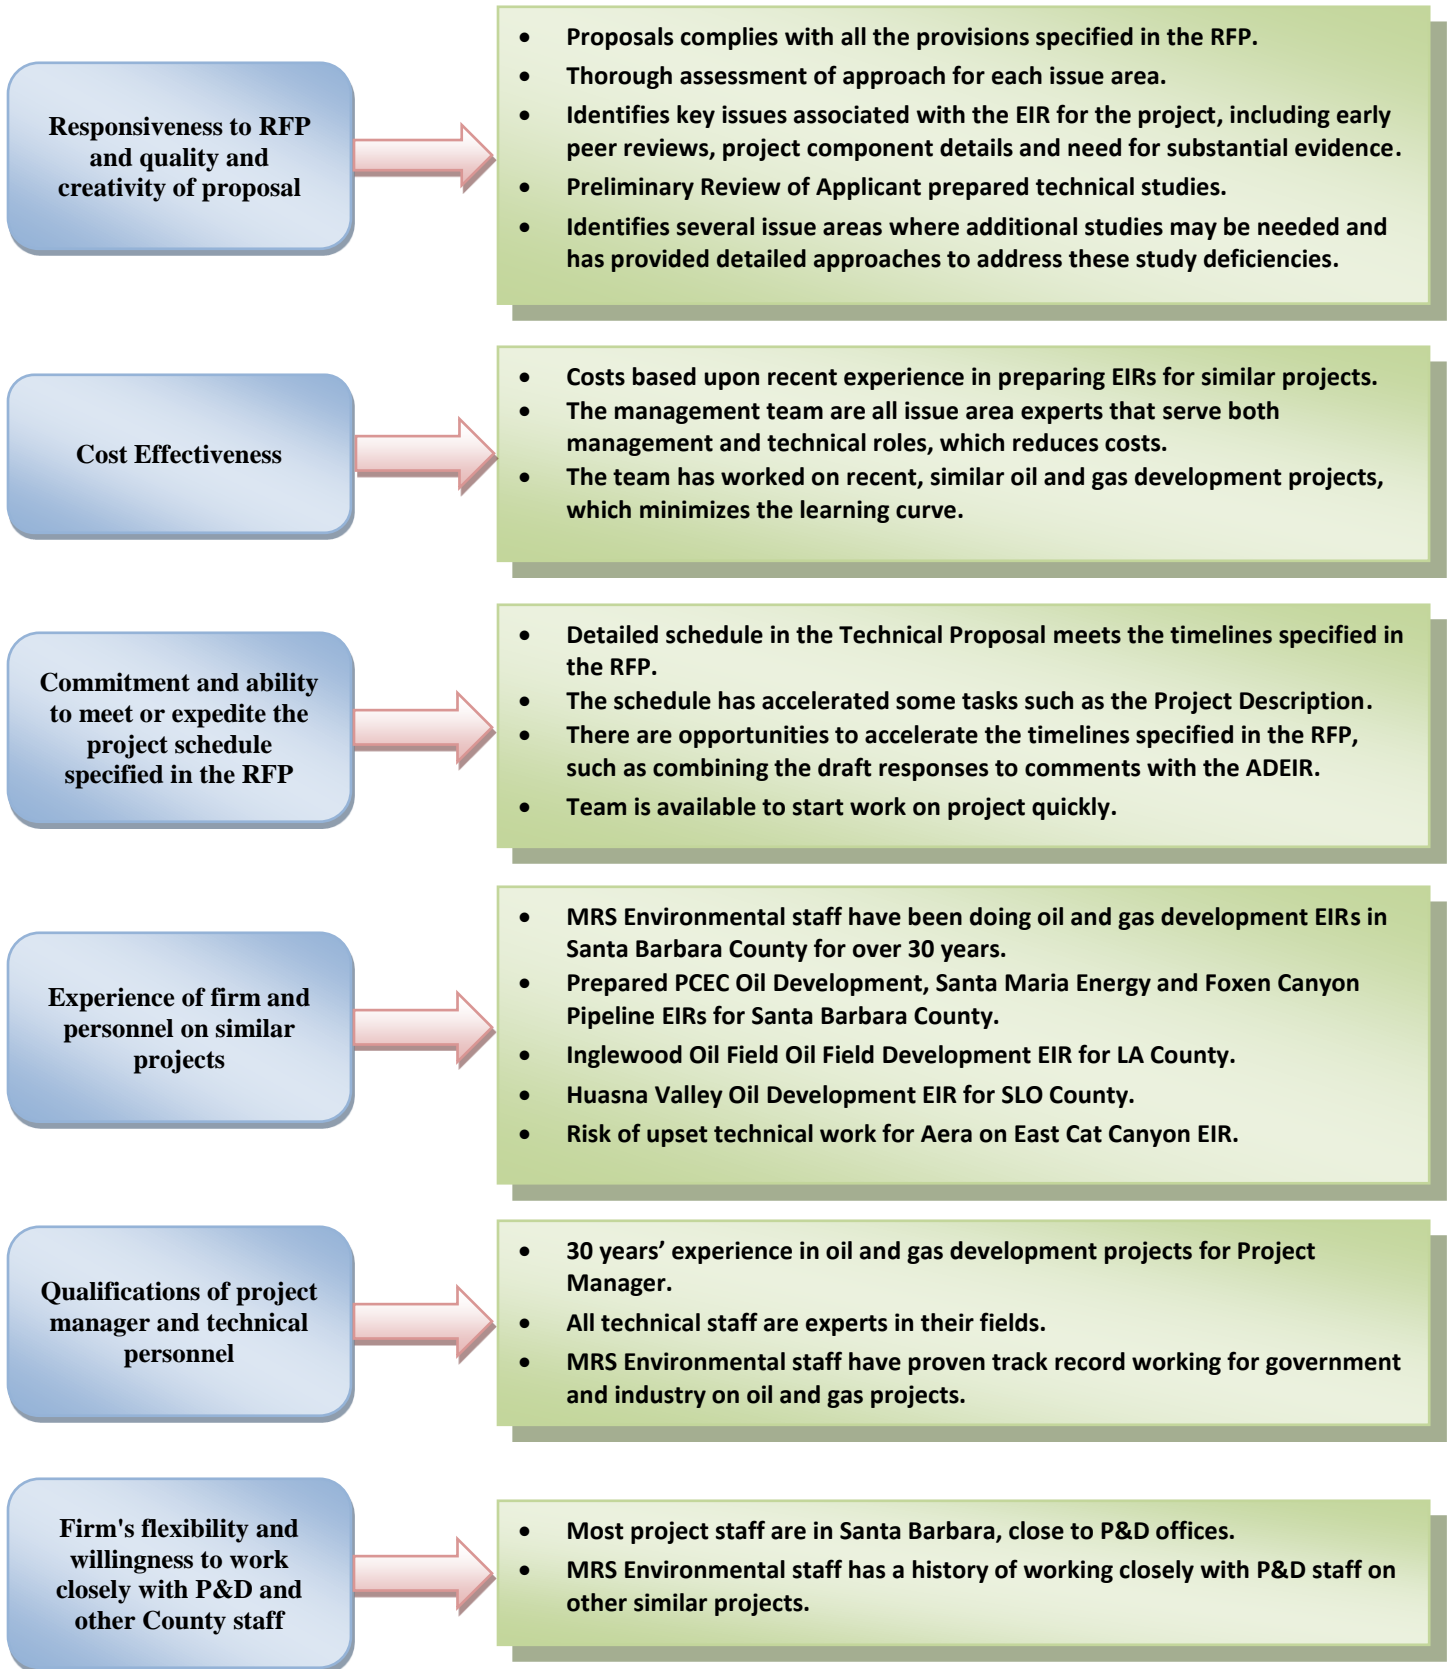 Responsiveness to RFP
and quality and
creativity of proposal
• Proposals complies with all the provisions specified in the RFP.
• Thorough assessment of approach for each issue area.
• Identifies key issues associated with the EIR for the project, including early
peer reviews, project component details and need for substantial evidence.
• Preliminary Review of Applicant prepared technical studies.
• Identifies several issue areas where additional studies may be needed and
has provided detailed approaches to address these study deficiencies.
Cost Effectiveness
• Costs based upon recent experience in preparing EIRs for similar projects.
• The management team are all issue area experts that serve both
management and technical roles, which reduces costs.
• The team has worked on recent, similar oil and gas development projects,
which minimizes the learning curve.
Commitment and ability
to meet or expedite the
project schedule
specified in the RFP
• Detailed schedule in the Technical Proposal meets the timelines specified in
the RFP.
• The schedule has accelerated some tasks such as the Project Description.
• There are opportunities to accelerate the timelines specified in the RFP,
such as combining the draft responses to comments with the ADEIR.
• Team is available to start work on project quickly.
Experience of firm and
personnel on similar
projects
• MRS Environmental staff have been doing oil and gas development EIRs in
Santa Barbara County for over 30 years.
• Prepared PCEC Oil Development, Santa Maria Energy and Foxen Canyon
Pipeline EIRs for Santa Barbara County.
• Inglewood Oil Field Oil Field Development EIR for LA County.
• Huasna Valley Oil Development EIR for SLO County.
• Risk of upset technical work for Aera on East Cat Canyon EIR.
Qualifications of project
manager and technical
personnel
• 30 years’ experience in oil and gas development projects for Project
Manager.
• All technical staff are experts in their fields.
• MRS Environmental staff have proven track record working for government
and industry on oil and gas projects.
Firm's flexibility and
willingness to work
closely with P&D and
other County staff
• Most project staff are in Santa Barbara, close to P&D offices.
• MRS Environmental staff has a history of working closely with P&D staff on
other similar projects.